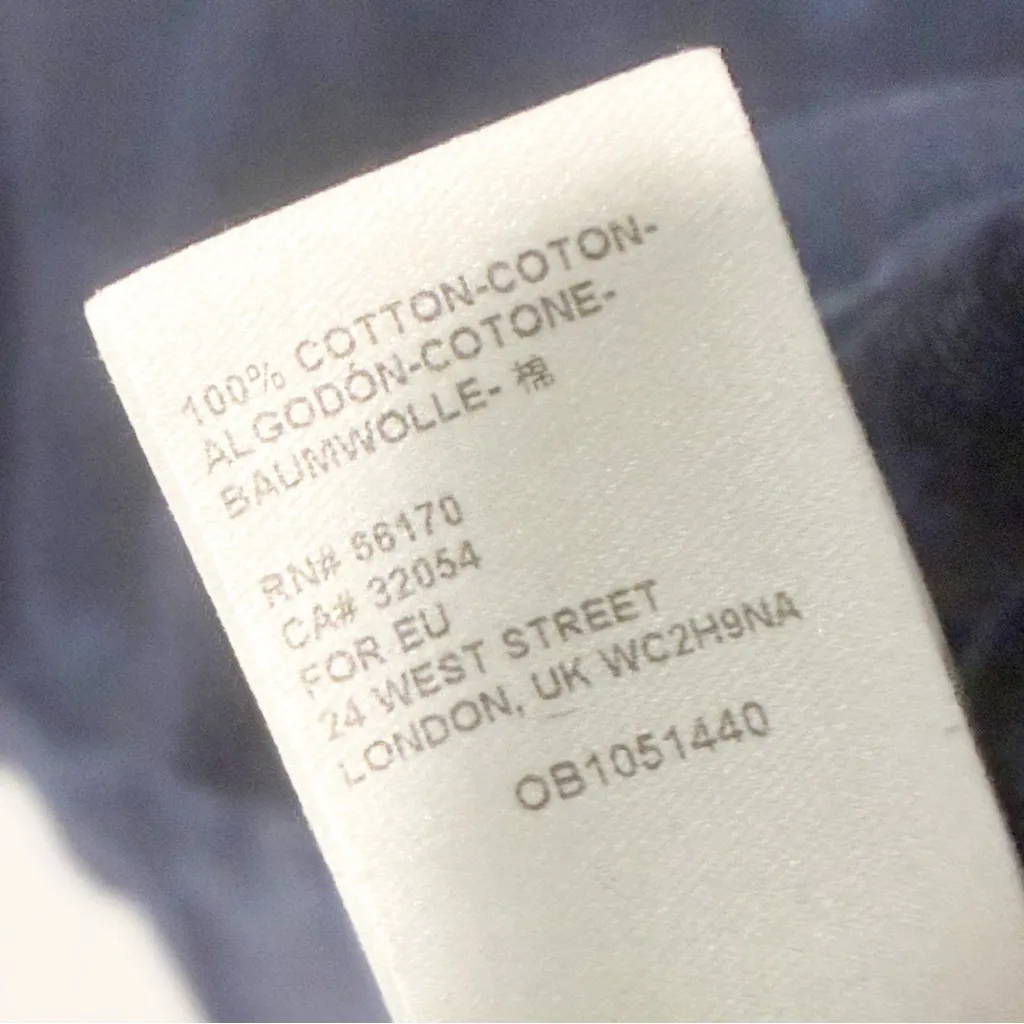 100% COTTON-COTON-
ALGODÓN-COTONE-
BAUMWOLLE- 棉
RN# 66170
CA# 32054
FOR EU
24 WEST STREET
LONDON, UK WC2H9NA
OB1051440